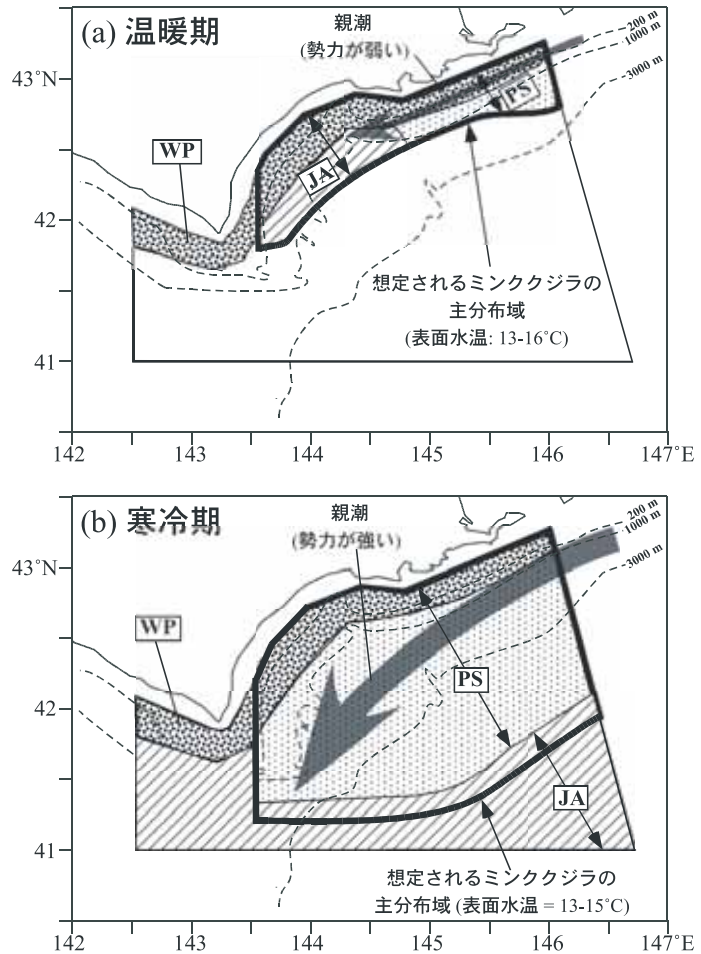 (a) 温暖期
親潮
(勢力が弱い)
200 m
1000 m
3000 m
43°N
PS
WP
JA
42
想定されるミンククジラの
主分布域
(表面水温: 13-16°C)
41
142
143
144
145
146
147°E
(b) 寒冷期
親潮
(勢力が強い)
200 m
1000 m
3000 m
43°N
WP
PS
42
JA
41
想定されるミンククジラの
主分布域 (表面水温 = 13-15°C)
142
143
144
145
146
147°E